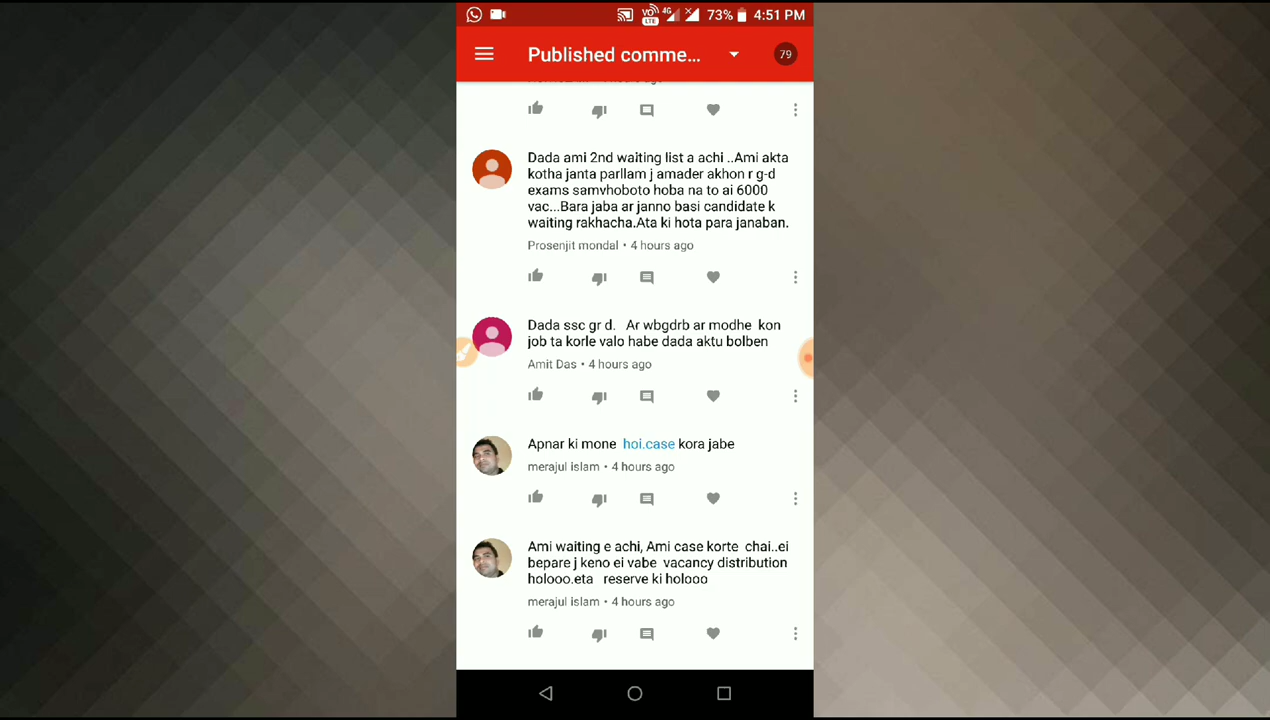 VO LTE 4G 73% 4:51 PM
Published comme... 79
Dada ami 2nd waiting list a achi ..Ami akta
kotha janta parllam j amader akhon r g-d
exams samvhoboto hoba na to ai 6000
vac...Bara jaba ar janno basi candidate k
waiting rakhacha.Ata ki hota para janaban.
Prosenjit mondal • 4 hours ago
Dada ssc gr d. Ar wbgdrb ar modhe kon
job ta korle valo habe dada aktu bolben
Amit Das • 4 hours ago
Apnar ki mone hoi.case kora jabe
merajul islam • 4 hours ago
Ami waiting e achi, Ami case korte chai..ei
bepare j keno ei vabe vacancy distribution
holooo.eta reserve ki holooo
merajul islam • 4 hours ago